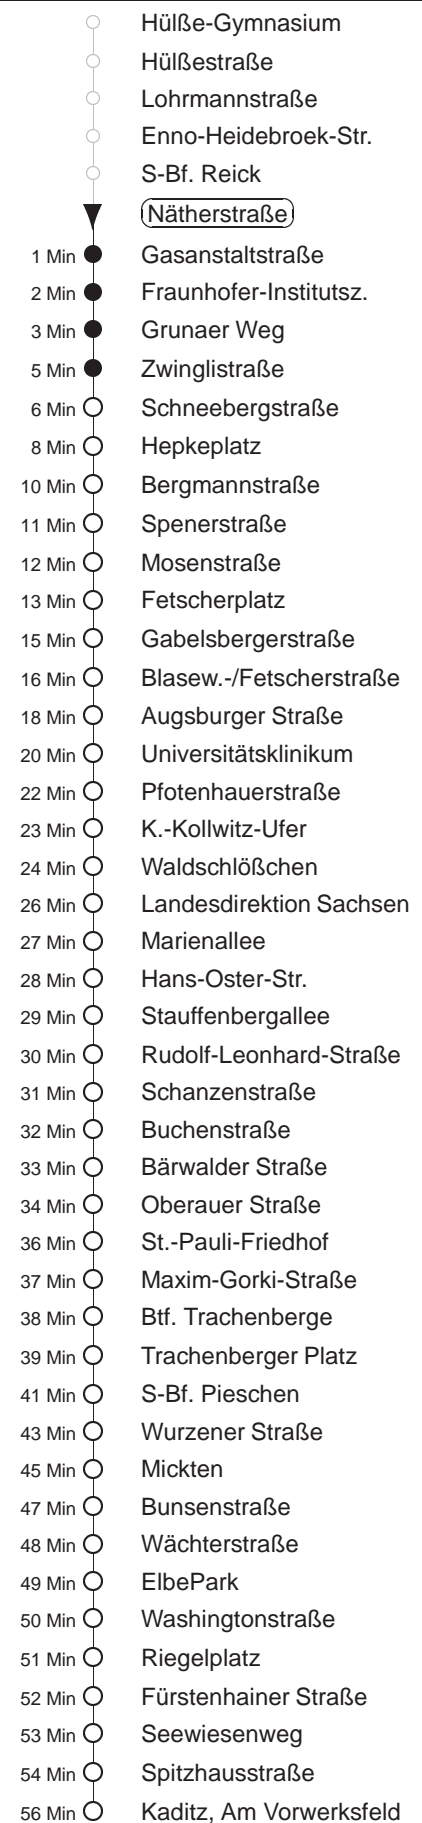 Hülße-Gymnasium
Hülßestraße
Lohrmannstraße
Enno-Heidebroek-Str.
S-Bf. Reick
Nätherstraße
1 Min Gasanstaltstraße
2 Min Fraunhofer-Institutsz.
3 Min Grunaer Weg
5 Min Zwinglistraße
6 Min Schneebergstraße
8 Min Hepkeplatz
10 Min Bergmannstraße
11 Min Spenerstraße
12 Min Mosenstraße
13 Min Fetscherplatz
15 Min Gabelsbergerstraße
16 Min Blasew.-/Fetscherstraße
18 Min Augsburger Straße
20 Min Universitätsklinikum
22 Min Pfotenhauerstraße
23 Min K.-Kollwitz-Ufer
24 Min Waldschlößchen
26 Min Landesdirektion Sachsen
27 Min Marienallee
28 Min Hans-Oster-Str.
29 Min Stauffenbergallee
30 Min Rudolf-Leonhard-Straße
31 Min Schanzenstraße
32 Min Buchenstraße
33 Min Bärwalder Straße
34 Min Oberauer Straße
36 Min St.-Pauli-Friedhof
37 Min Maxim-Gorki-Straße
38 Min Btf. Trachenberge
39 Min Trachenberger Platz
41 Min S-Bf. Pieschen
43 Min Wurzener Straße
45 Min Mickten
47 Min Bunsenstraße
48 Min Wächterstraße
49 Min ElbePark
50 Min Washingtonstraße
51 Min Riegelplatz
52 Min Fürstenhainer Straße
53 Min Seewiesenweg
54 Min Spitzhausstraße
56 Min Kaditz, Am Vorwerksfeld